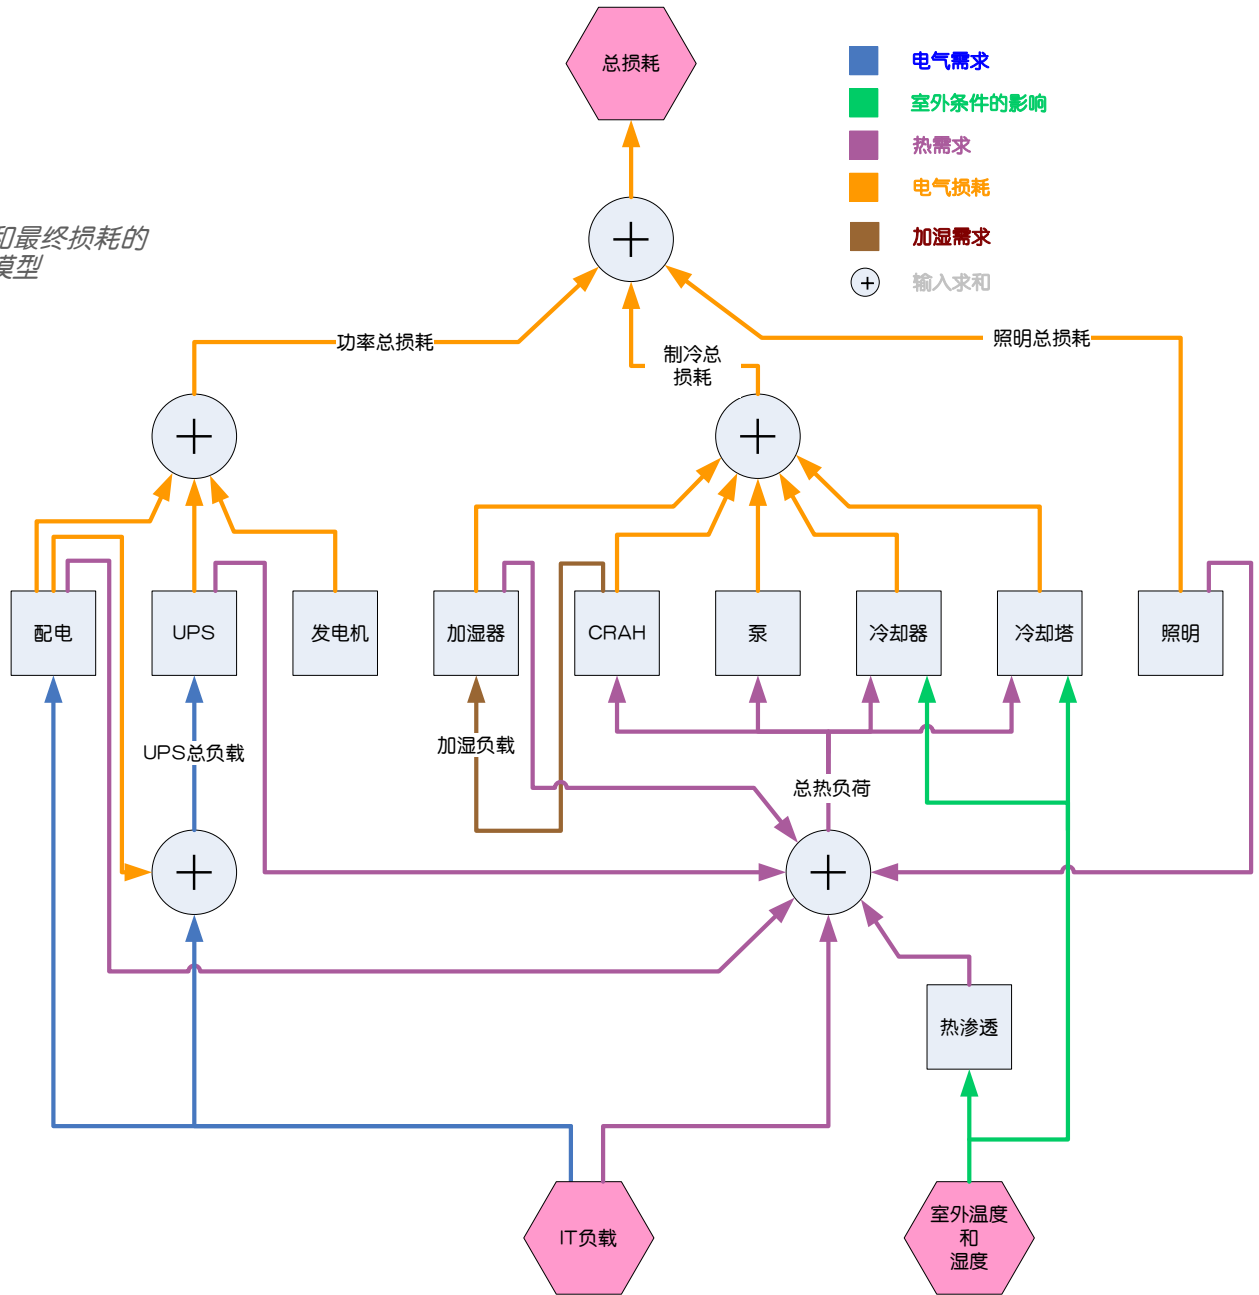 总损耗
电气需求
室外条件的影响
热需求
电气损耗
加湿需求
输入求和
和最终损耗的
模型
功率总损耗
制冷总
损耗
照明总损耗
配电
UPS
发电机
加湿器
CRAH
泵
冷却器
冷却塔
照明
UPS总负载
加湿负载
总热负荷
热渗透
IT负载
室外温度
和
湿度